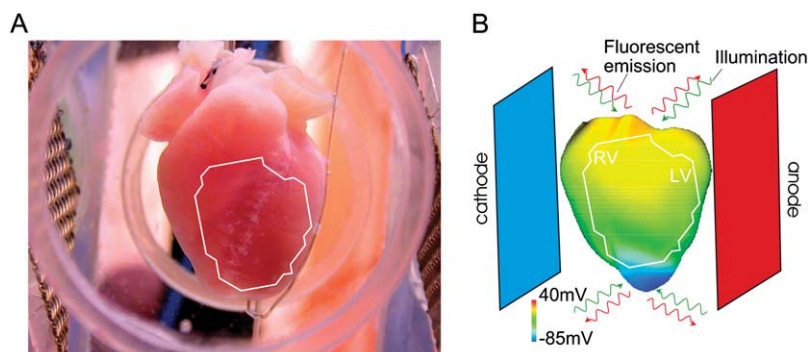 A
B
Fluorescent
emission
Illumination
cathode
RV
LV
anode
40mV
-85mV